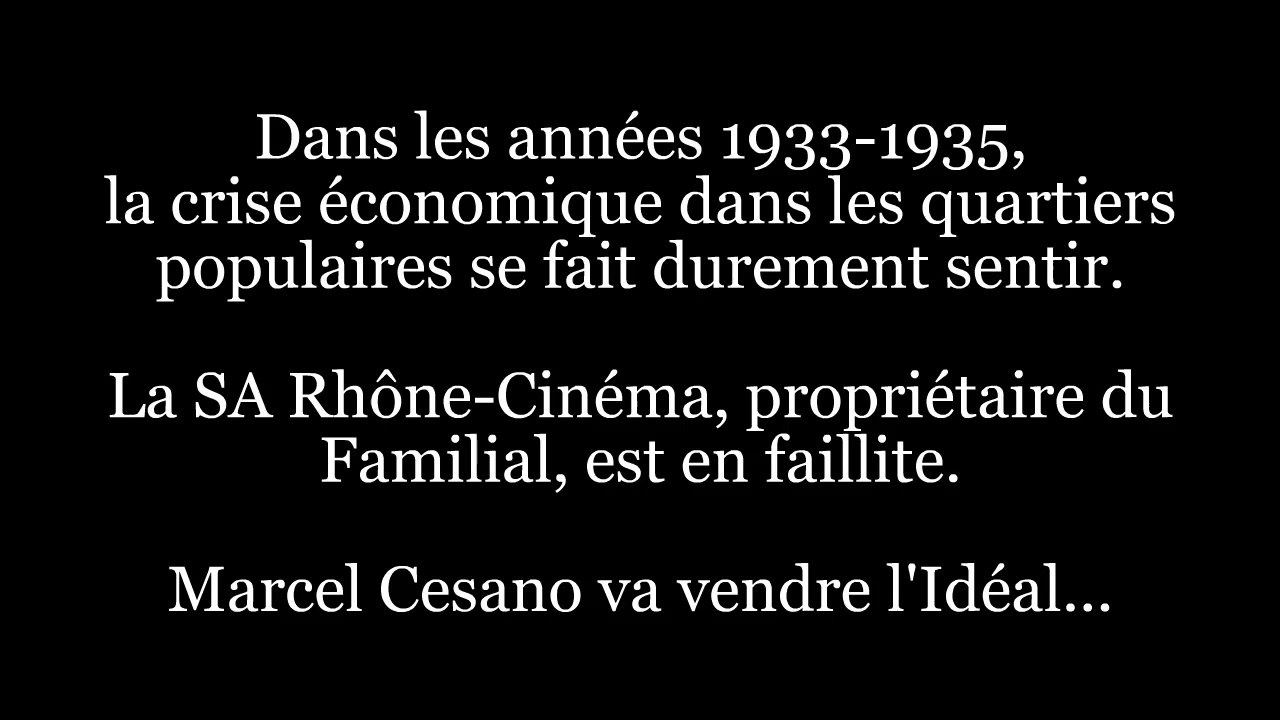 Dans les années 1933-1935,
la crise économique dans les quartiers
populaires se fait durement sentir.
La SA Rhône-Cinéma, propriétaire du
Familial, est en faillite.
Marcel Cesano va vendre l'Idéal...